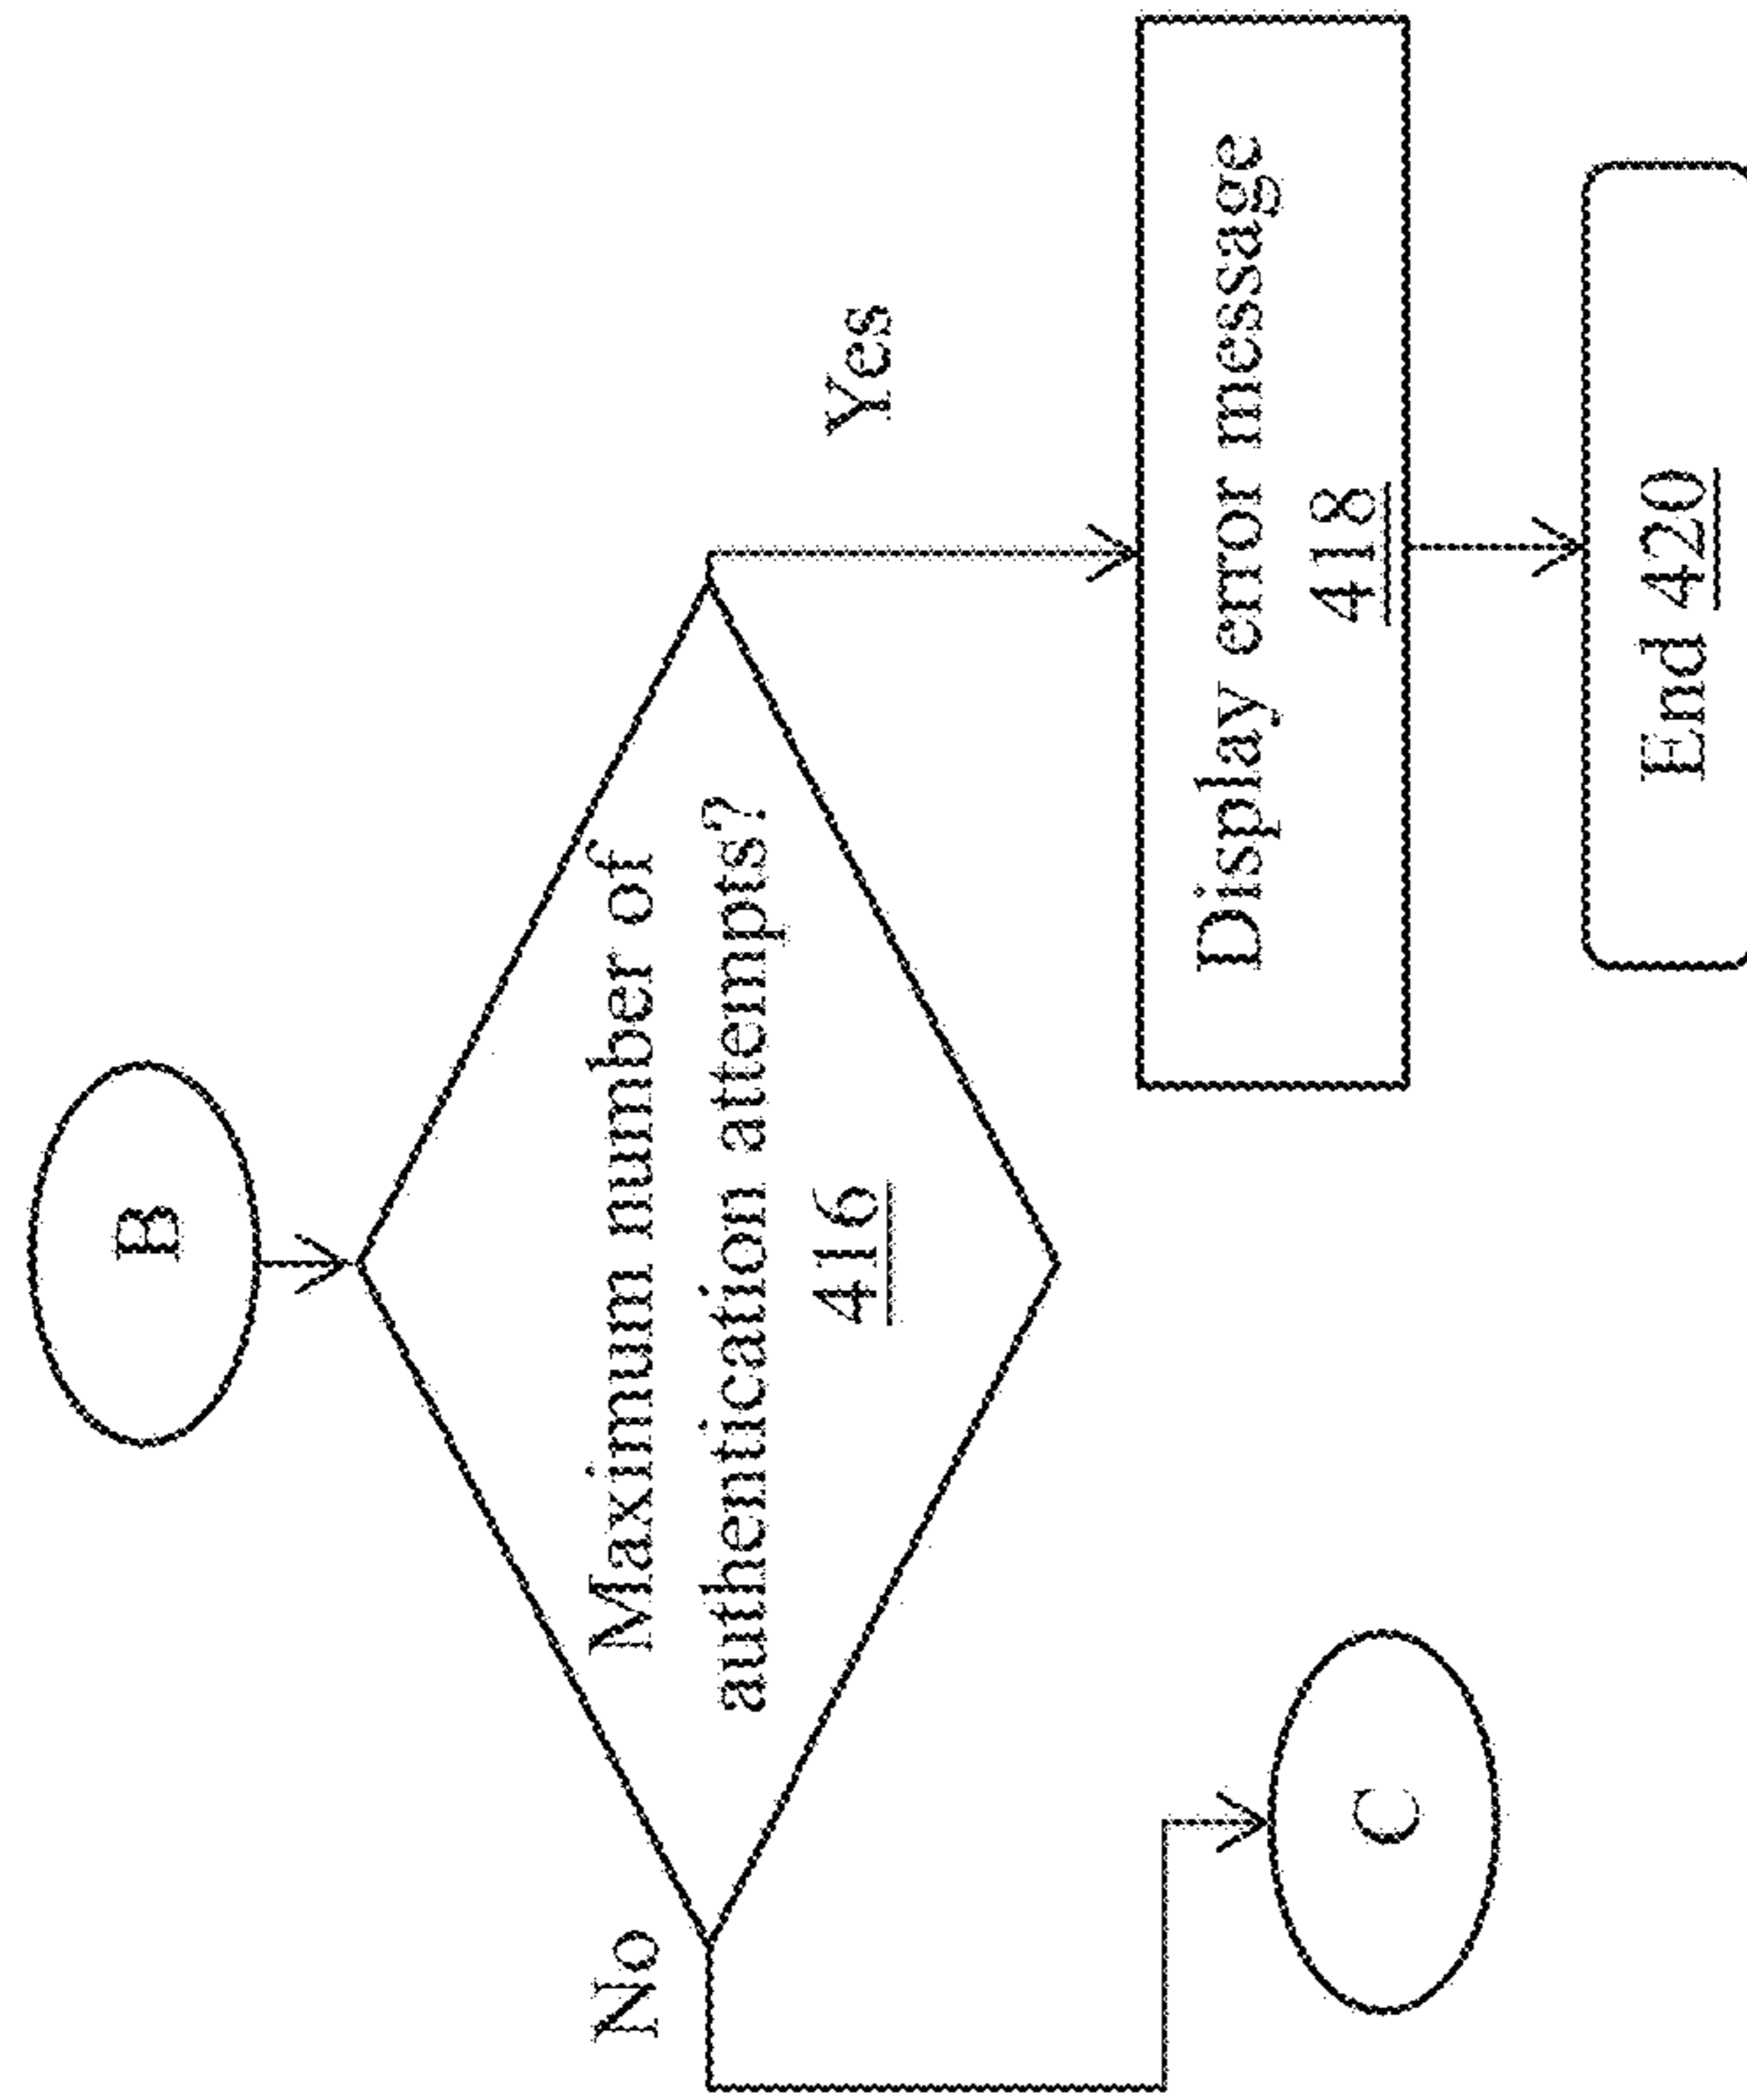 B
Maximum number of
authentication attempts?
416
No
Yes
Display error message
418
End 420
C